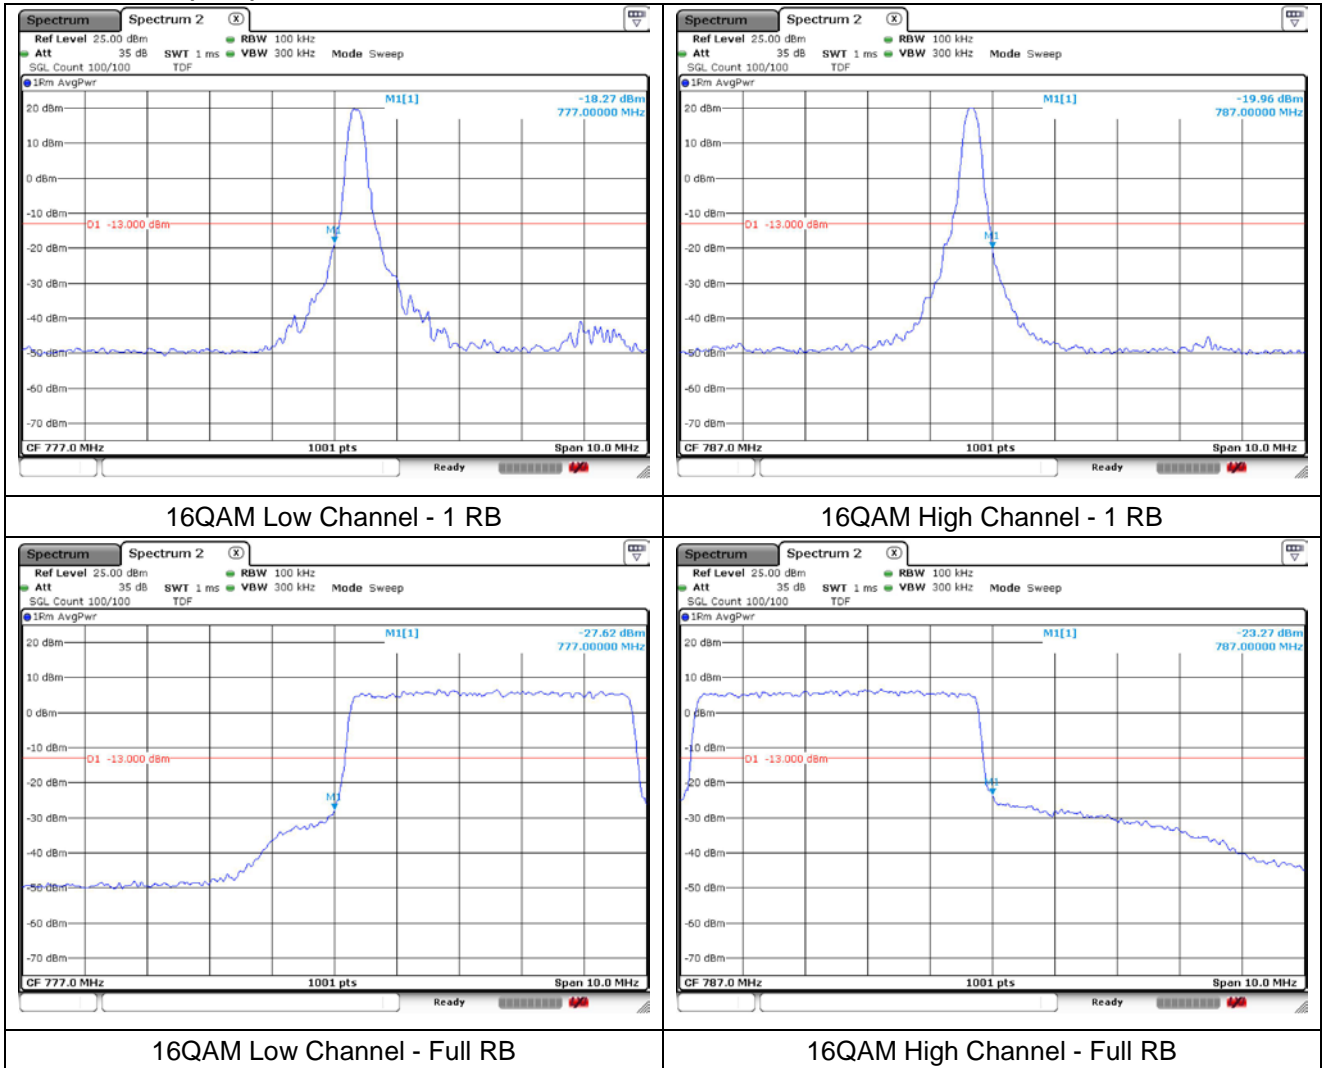 Spectrum Spectrum 2 X
Ref Level 25.00 dBm RBW 100 kHz
Att 35 dB SWT 1 ms VBW 300 kHz Mode Sweep
SGL Count 100/100 TDF
1Rm AvgPwr
M1[1] -18.27 dBm
777.00000 MHz
20 dBm
10 dBm
0 dBm
-10 dBm
D1 -13.000 dBm
M1
-20 dBm
-30 dBm
-40 dBm
-50 dBm
-60 dBm
-70 dBm
CF 777.0 MHz 1001 pts Span 10.0 MHz
Ready
16QAM Low Channel - 1 RB
Spectrum Spectrum 2 X
Ref Level 25.00 dBm RBW 100 kHz
Att 35 dB SWT 1 ms VBW 300 kHz Mode Sweep
SGL Count 100/100 TDF
1Rm AvgPwr
M1[1] -19.96 dBm
787.00000 MHz
20 dBm
10 dBm
0 dBm
-10 dBm
D1 -13.000 dBm
M1
-20 dBm
-30 dBm
-40 dBm
-50 dBm
-60 dBm
-70 dBm
CF 787.0 MHz 1001 pts Span 10.0 MHz
Ready
16QAM High Channel - 1 RB
Spectrum Spectrum 2 X
Ref Level 25.00 dBm RBW 100 kHz
Att 35 dB SWT 1 ms VBW 300 kHz Mode Sweep
SGL Count 100/100 TDF
1Rm AvgPwr
M1[1] -27.62 dBm
777.00000 MHz
20 dBm
10 dBm
0 dBm
-10 dBm
D1 -13.000 dBm
-20 dBm
M1
-30 dBm
-40 dBm
-50 dBm
-60 dBm
-70 dBm
CF 777.0 MHz 1001 pts Span 10.0 MHz
Ready
16QAM Low Channel - Full RB
Spectrum Spectrum 2 X
Ref Level 25.00 dBm RBW 100 kHz
Att 35 dB SWT 1 ms VBW 300 kHz Mode Sweep
SGL Count 100/100 TDF
1Rm AvgPwr
M1[1] -23.27 dBm
787.00000 MHz
20 dBm
10 dBm
0 dBm
-10 dBm
D1 -13.000 dBm
-20 dBm
M1
-30 dBm
-40 dBm
-50 dBm
-60 dBm
-70 dBm
CF 787.0 MHz 1001 pts Span 10.0 MHz
Ready
16QAM High Channel - Full RB